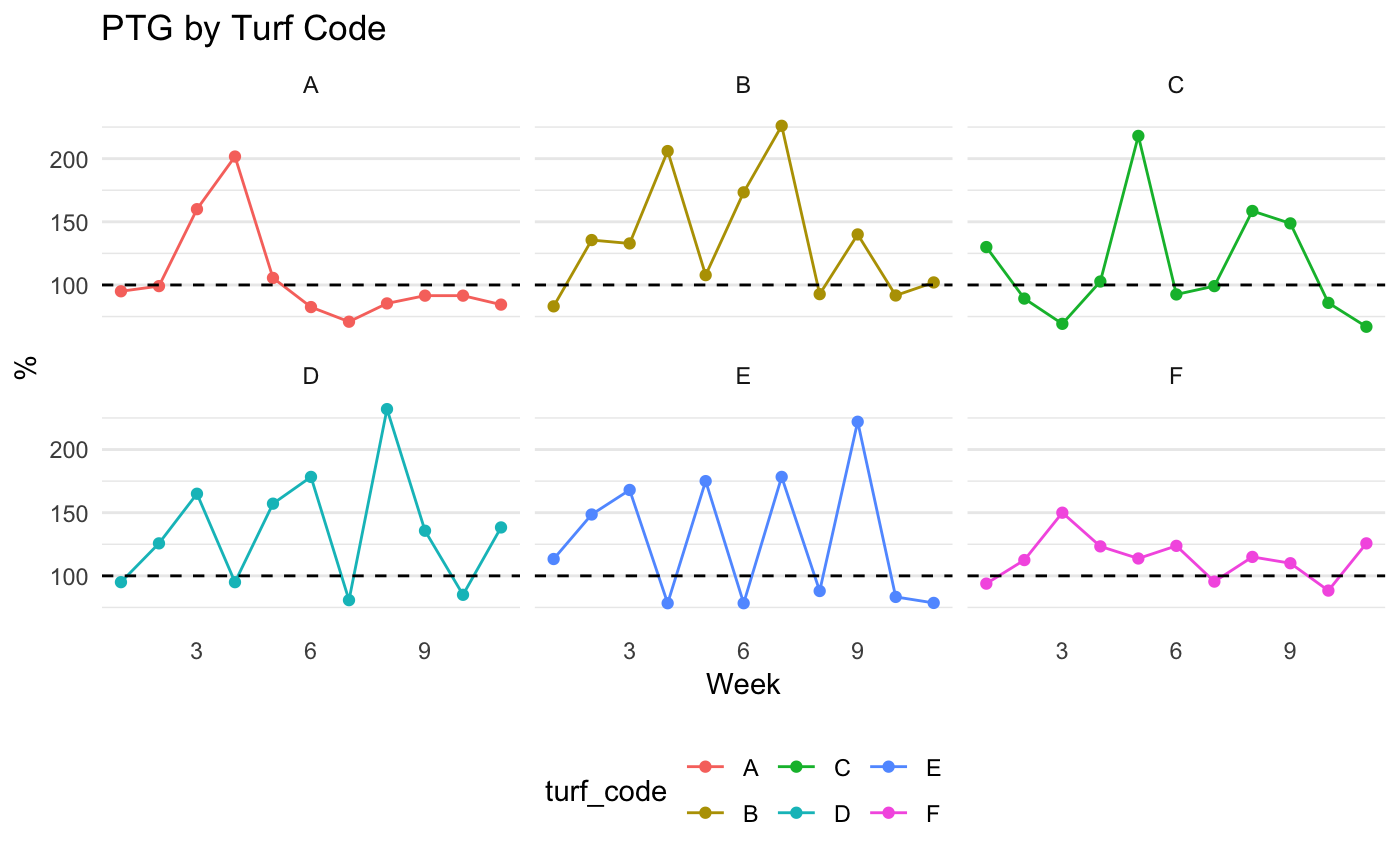 PTG by Turf Code
A B C
200
150
100
%
D E F
200
150
100
3 6 9 3 6 9 3 6 9
Week
turf_code A C E
B D F